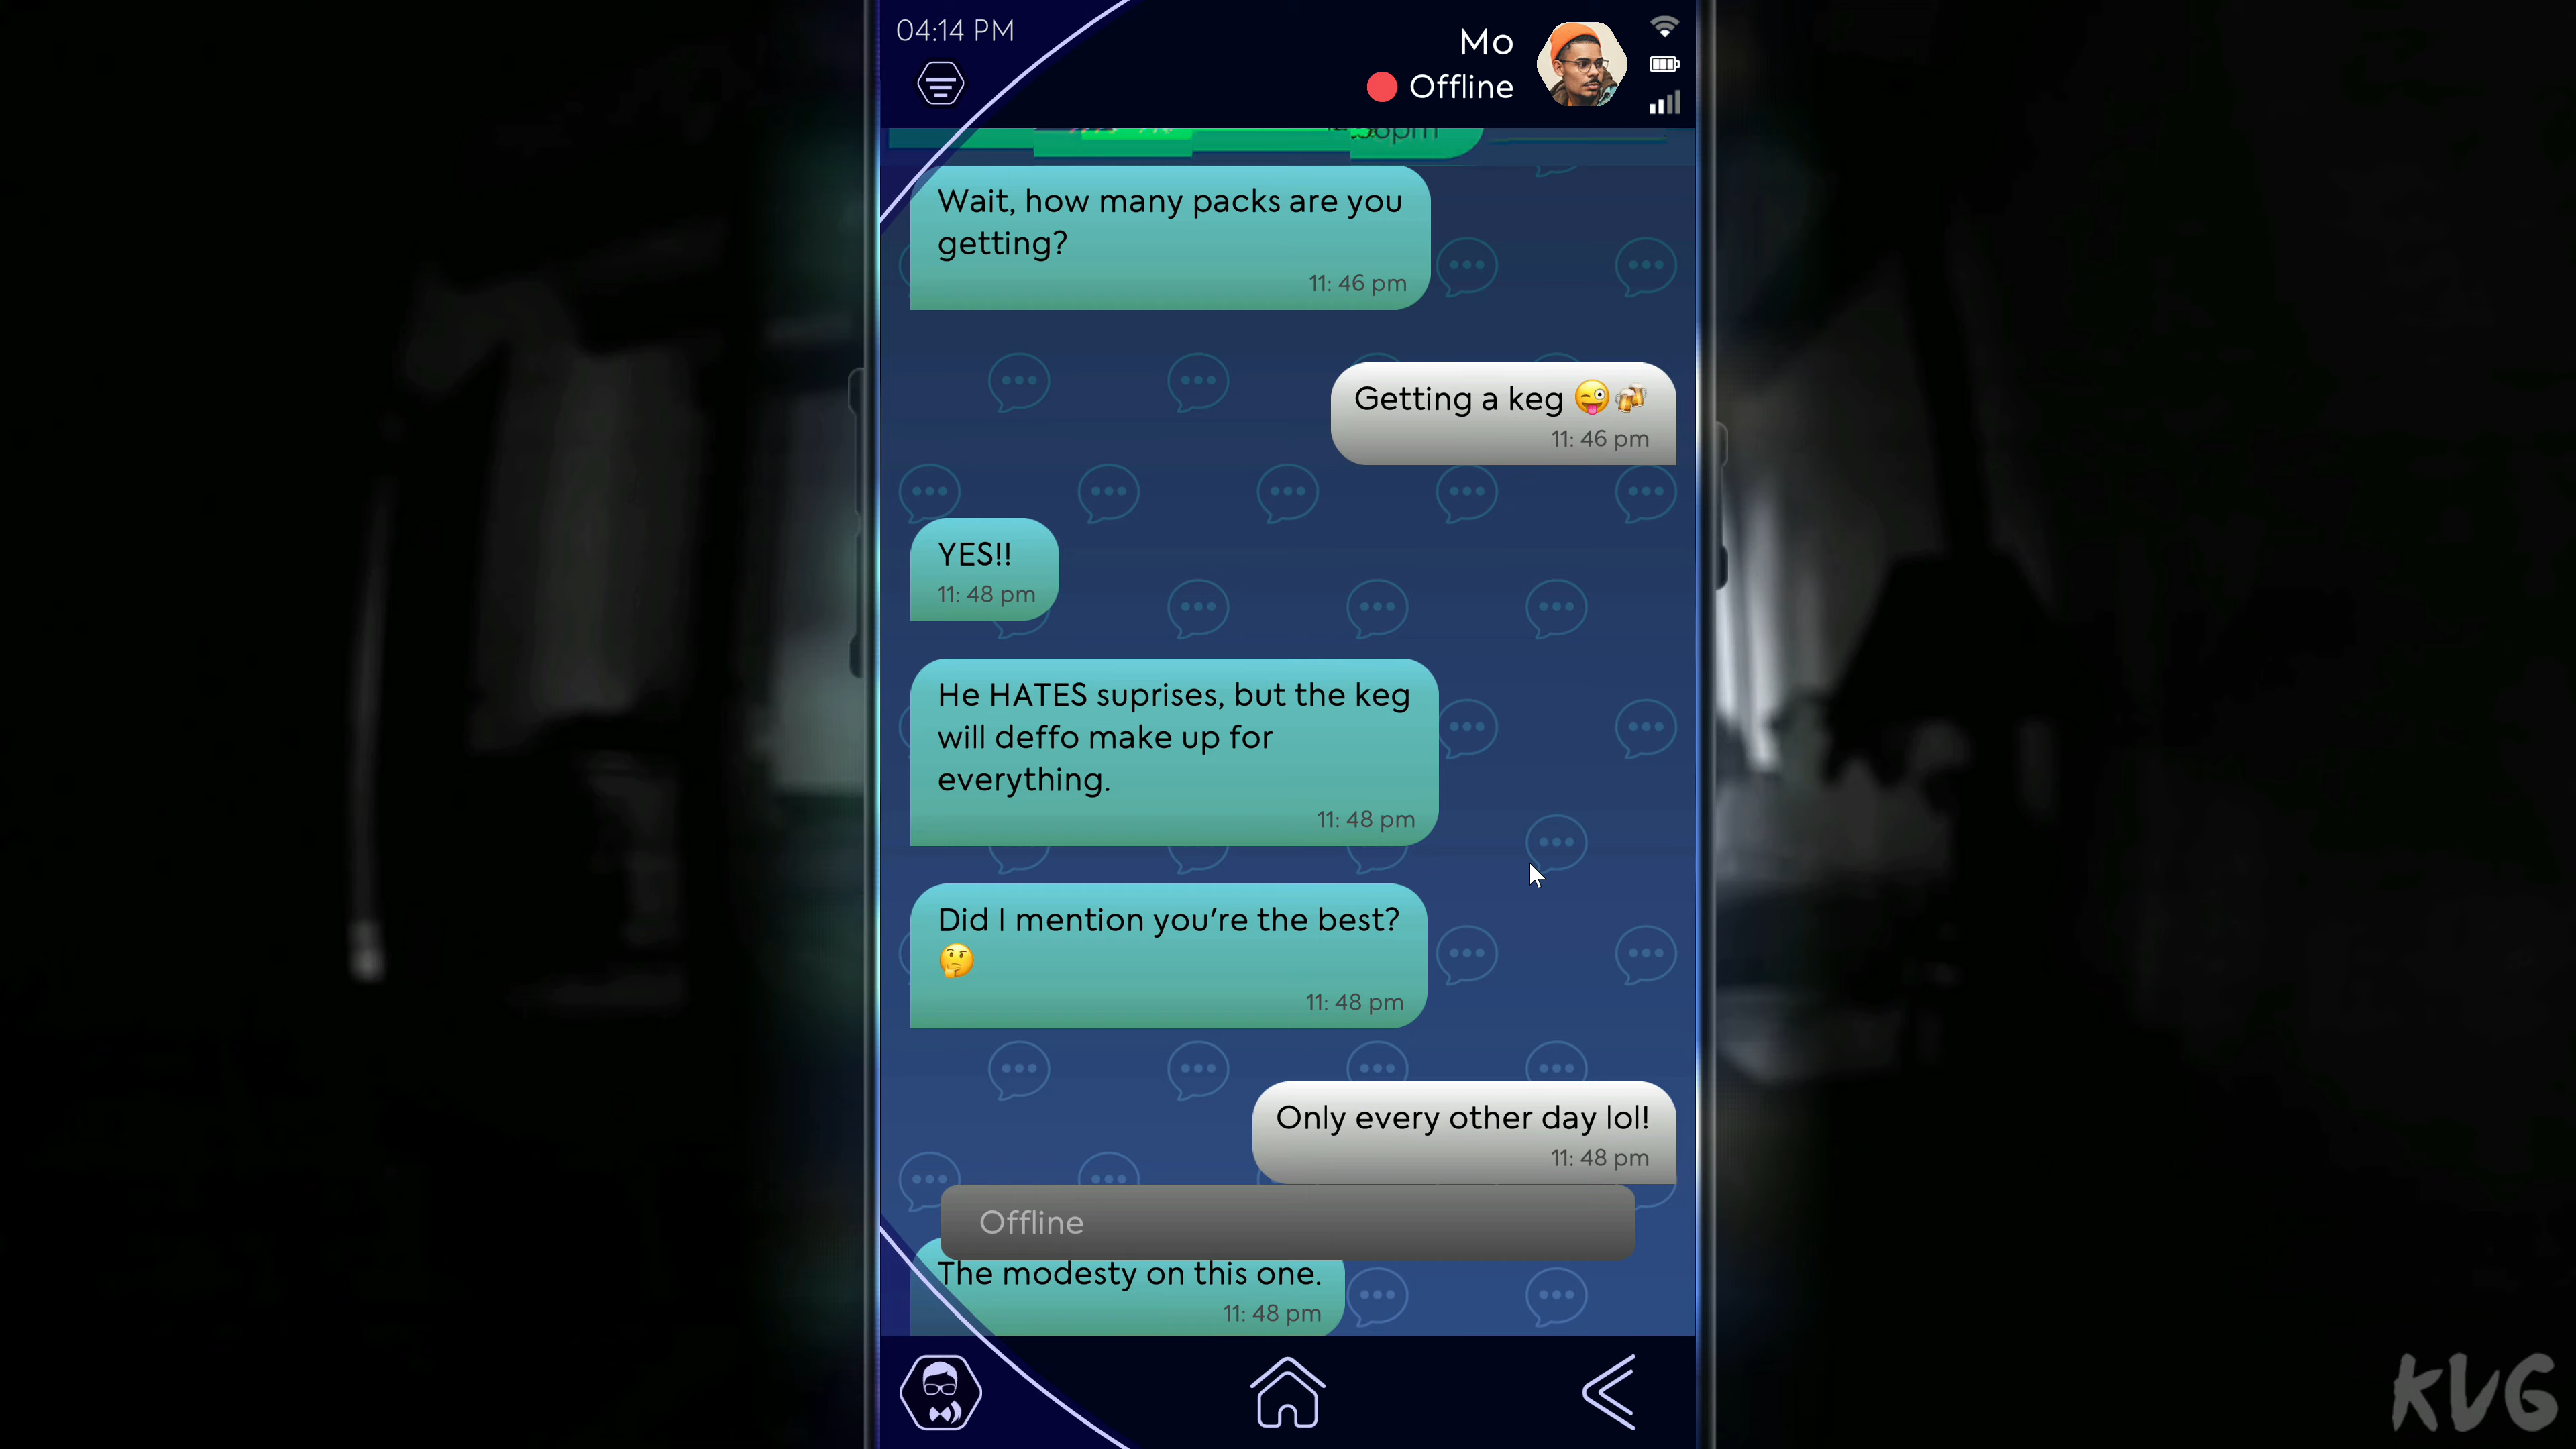 04:14 PM
Mo
Offline
Wait, how many packs are you
getting?
11: 46 pm
Getting a keg 😜🍻
11: 46 pm
YES!!
11: 48 pm
He HATES suprises, but the keg
will deffo make up for
everything.
11: 48 pm
Did I mention you're the best?
🤔
11: 48 pm
Only every other day lol!
11: 48 pm
Offline
The modesty on this one.
11: 48 pm
KVG